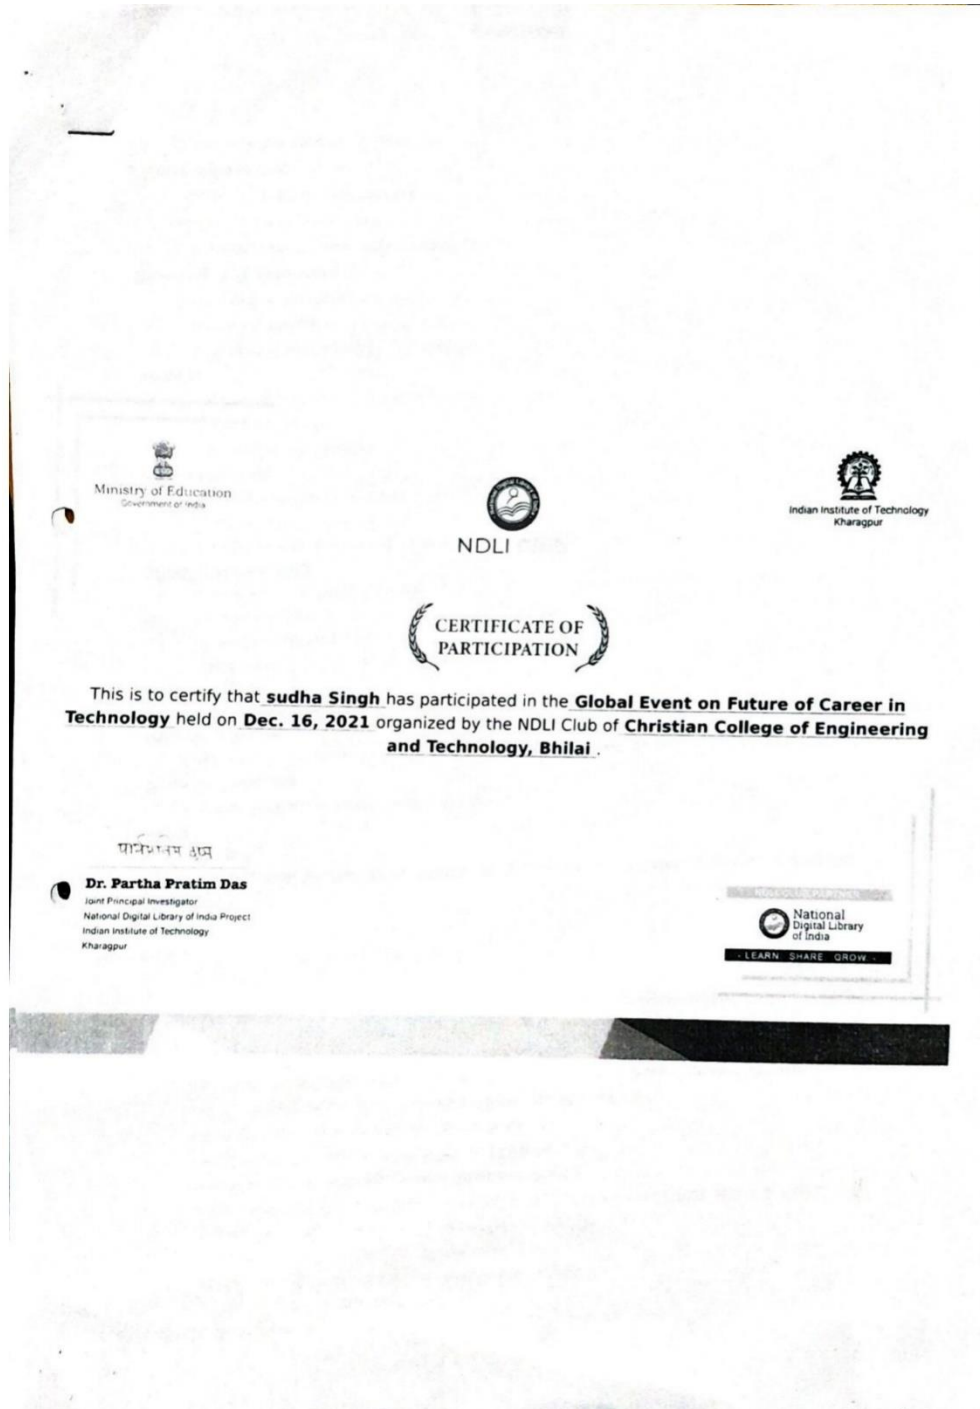 Ministry of Education
Government of India
NDLI
Indian Institute of Technology
Kharagpur
CERTIFICATE OF
PARTICIPATION
This is to certify that sudha Singh has participated in the Global Event on Future of Career in
Technology held on Dec. 16, 2021 organized by the NDLI Club of Christian College of Engineering
and Technology, Bhilai .
Dr. Partha Pratim Das
Joint Principal Investigator
National Digital Library of India Project
Indian Institute of Technology
Kharagpur
National
Digital Library
of India
- LEARN SHARE GROW -